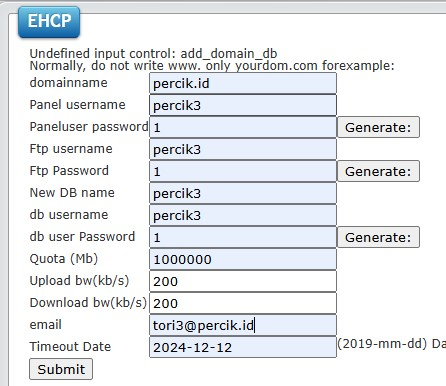 EHCP
Undefined input control: add_domain_db
Normally, do not write www. only yourdom.com forexample:
domainname percik.id
Panel username percik3
Paneluser password 1 Generate:
Ftp username percik3
Ftp Password 1 Generate:
New DB name percik3
db username percik3
db user Password 1 Generate:
Quota (Mb) 1000000
Upload bw(kb/s) 200
Download bw(kb/s) 200
email tori3@percik.id
Timeout Date 2024-12-12 (2019-mm-dd) Da
Submit